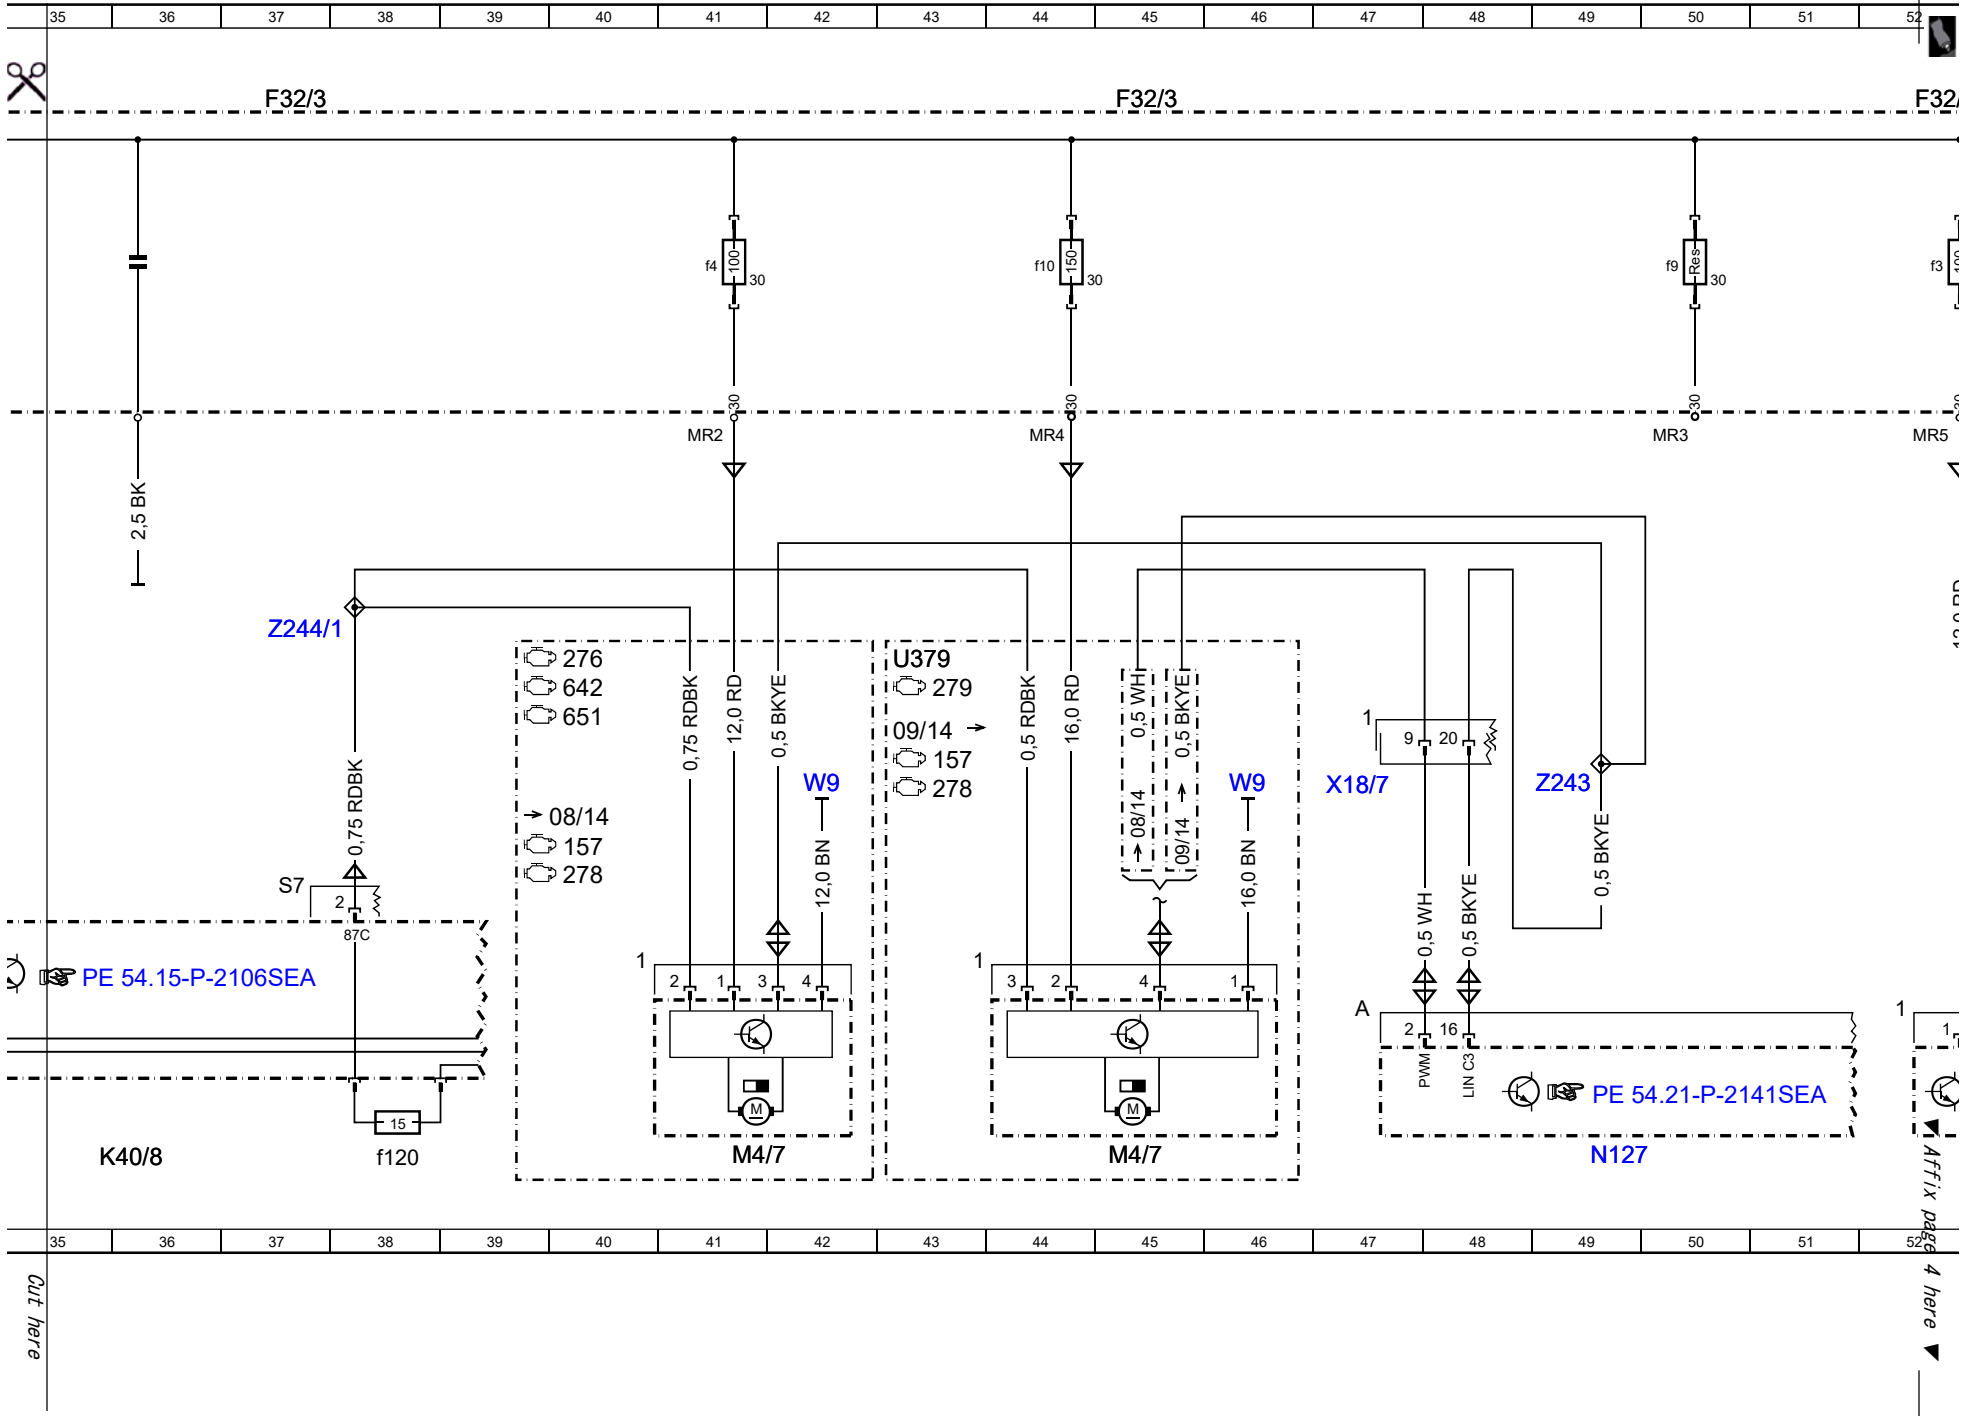 35 36 37 38 39 40 41 42 43 44 45 46 47 48 49 50 51 52
F32/3 F32/3 F32/
f4 100 30
f10 150 30
f9 Res 30
f3 100
30 30 30 30
MR2 MR4 MR3 MR5
2,5 BK
Z244/1
276
642
651
→ 08/14
157
278
0,75 RDBK
12,0 RD
0,5 BKYE
W9
12,0 BN
U379
279
09/14 →
157
278
0,5 RDBK
16,0 RD
0,5 WH
→ 08/14
0,5 BKYE
09/14 →
W9
16,0 BN
1
9 20
X18/7
Z243
0,5 BKYE
0,5 WH
0,5 BKYE
12,0 RD
0,75 RDBK
S7
2
87C
PE 54.15-P-2106SEA
1
2 1 3 4
M
M4/7
1
3 2 4 1
M
M4/7
A
2 16
PWM
LIN C3
PE 54.21-P-2141SEA
N127
1
1
15
K40/8 f120
35 36 37 38 39 40 41 42 43 44 45 46 47 48 49 50 51 52
Cut here
Affix page 4 here